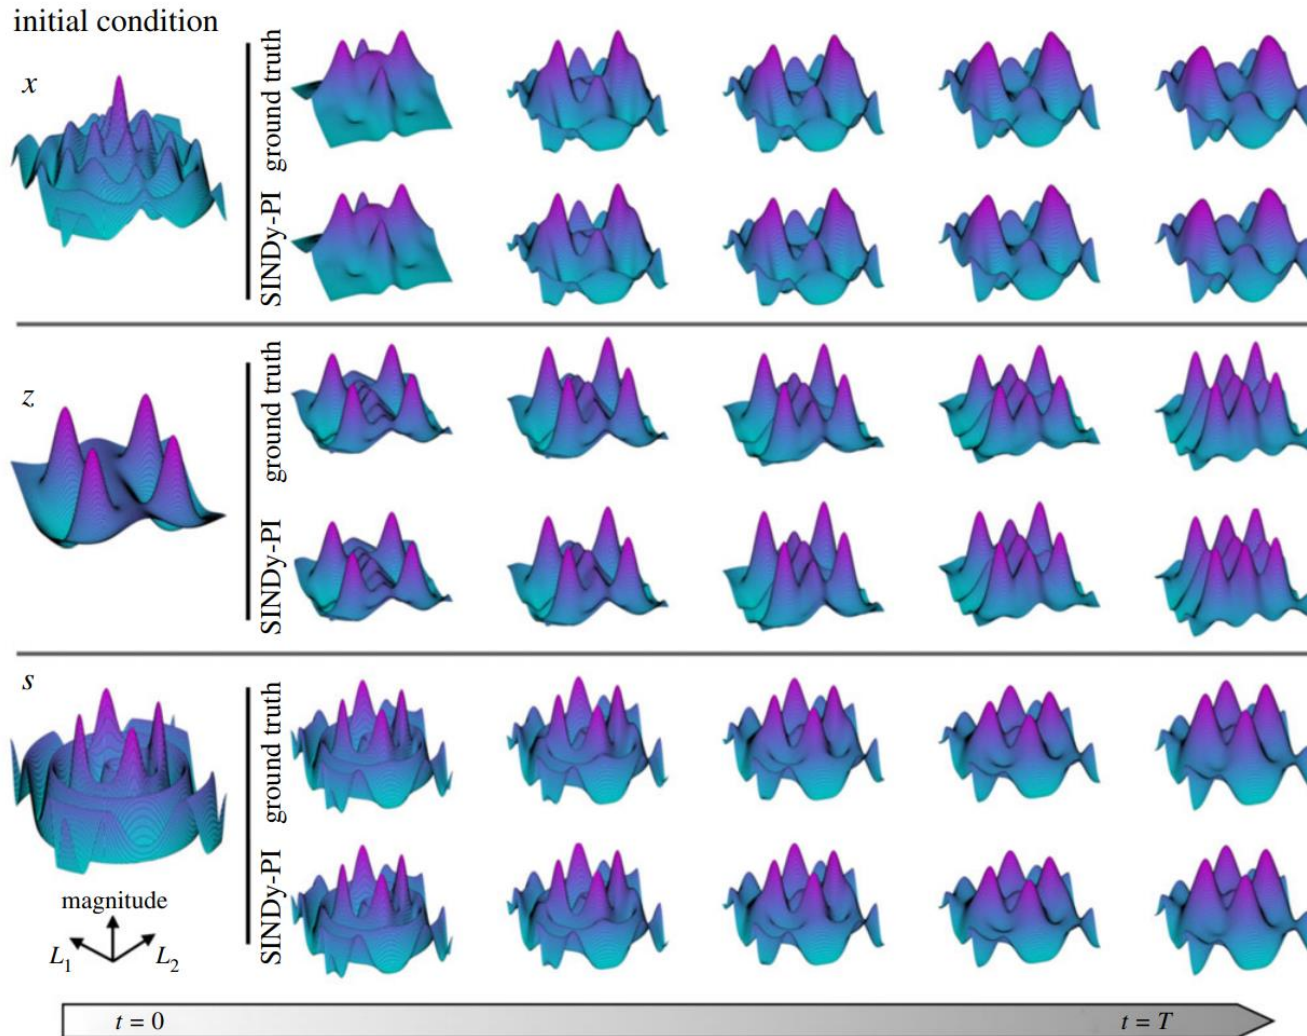 initial condition
x
ground truth
SINDy-PI
z
ground truth
SINDy-PI
s
ground truth
SINDy-PI
magnitude
L₁
L₂
t = 0
t = T